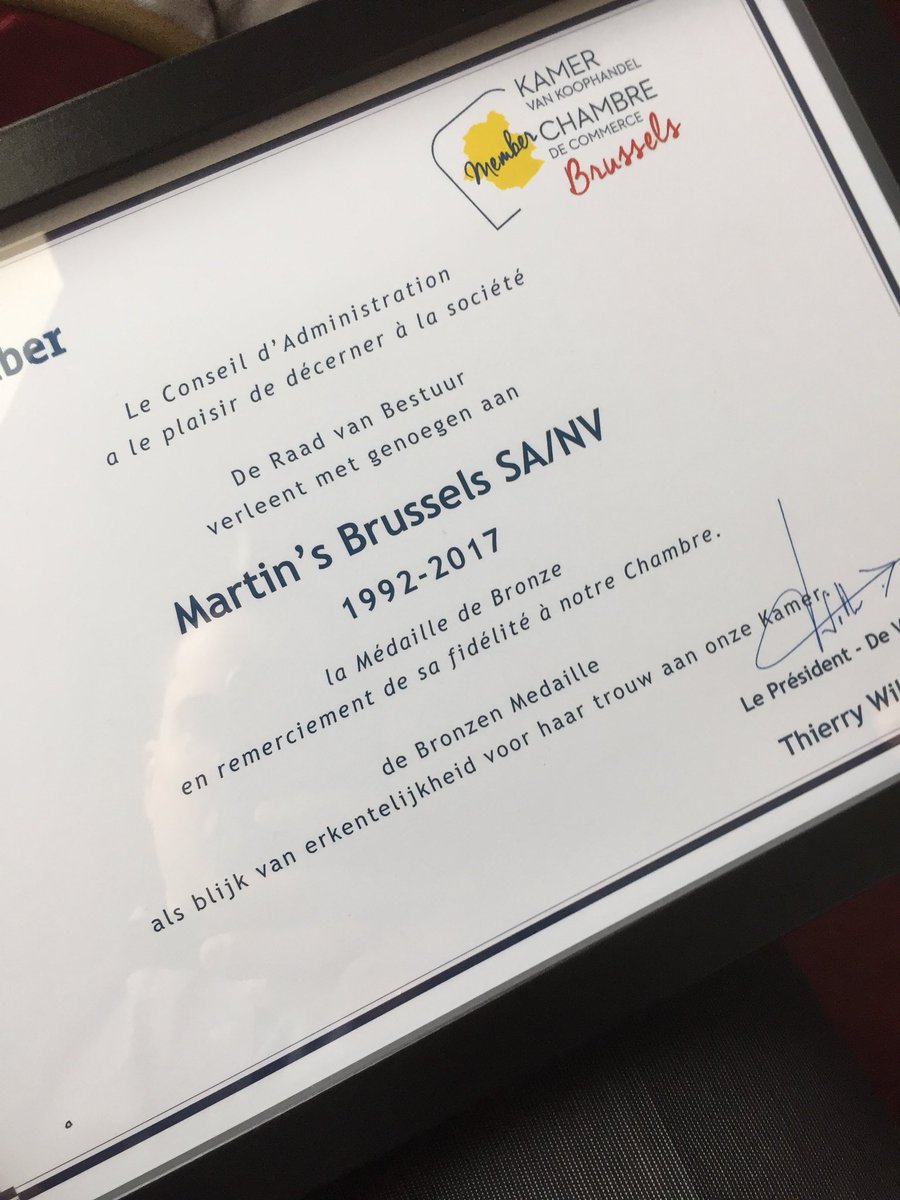 KAMER
VAN KOOPHANDEL
CHAMBRE
DE COMMERCE
Brussels
Member
ber
Le Conseil d'Administration
a le plaisir de décerner à la société
De Raad van Bestuur
verleent met genoegen aan
Martin's Brussels SA/NV
1992-2017
la Médaille de Bronze
en remerciement de sa fidélité à notre Chambre.
de Bronzen Medaille
als blijk van erkentelijkheid voor haar trouw aan onze Kamer.
Le Président - De V
Thierry Wil